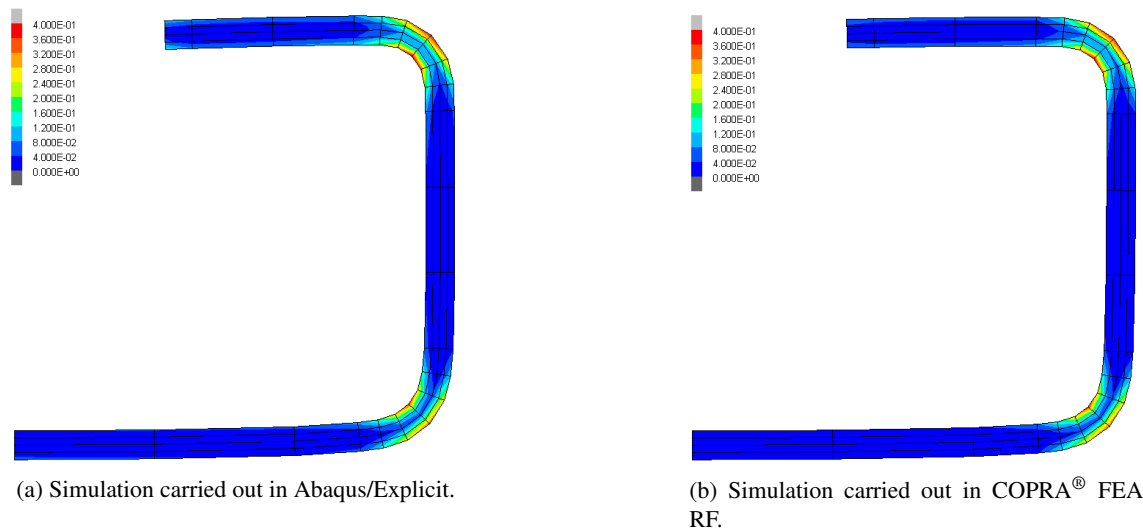 4.000E-01
3.600E-01
3.200E-01
2.800E-01
2.400E-01
2.000E-01
1.600E-01
1.200E-01
8.000E-02
4.000E-02
0.000E+00
(a) Simulation carried out in Abaqus/Explicit.
4.000E-01
3.600E-01
3.200E-01
2.800E-01
2.400E-01
2.000E-01
1.600E-01
1.200E-01
8.000E-02
4.000E-02
0.000E+00
(b) Simulation carried out in COPRA® FEA
RF.